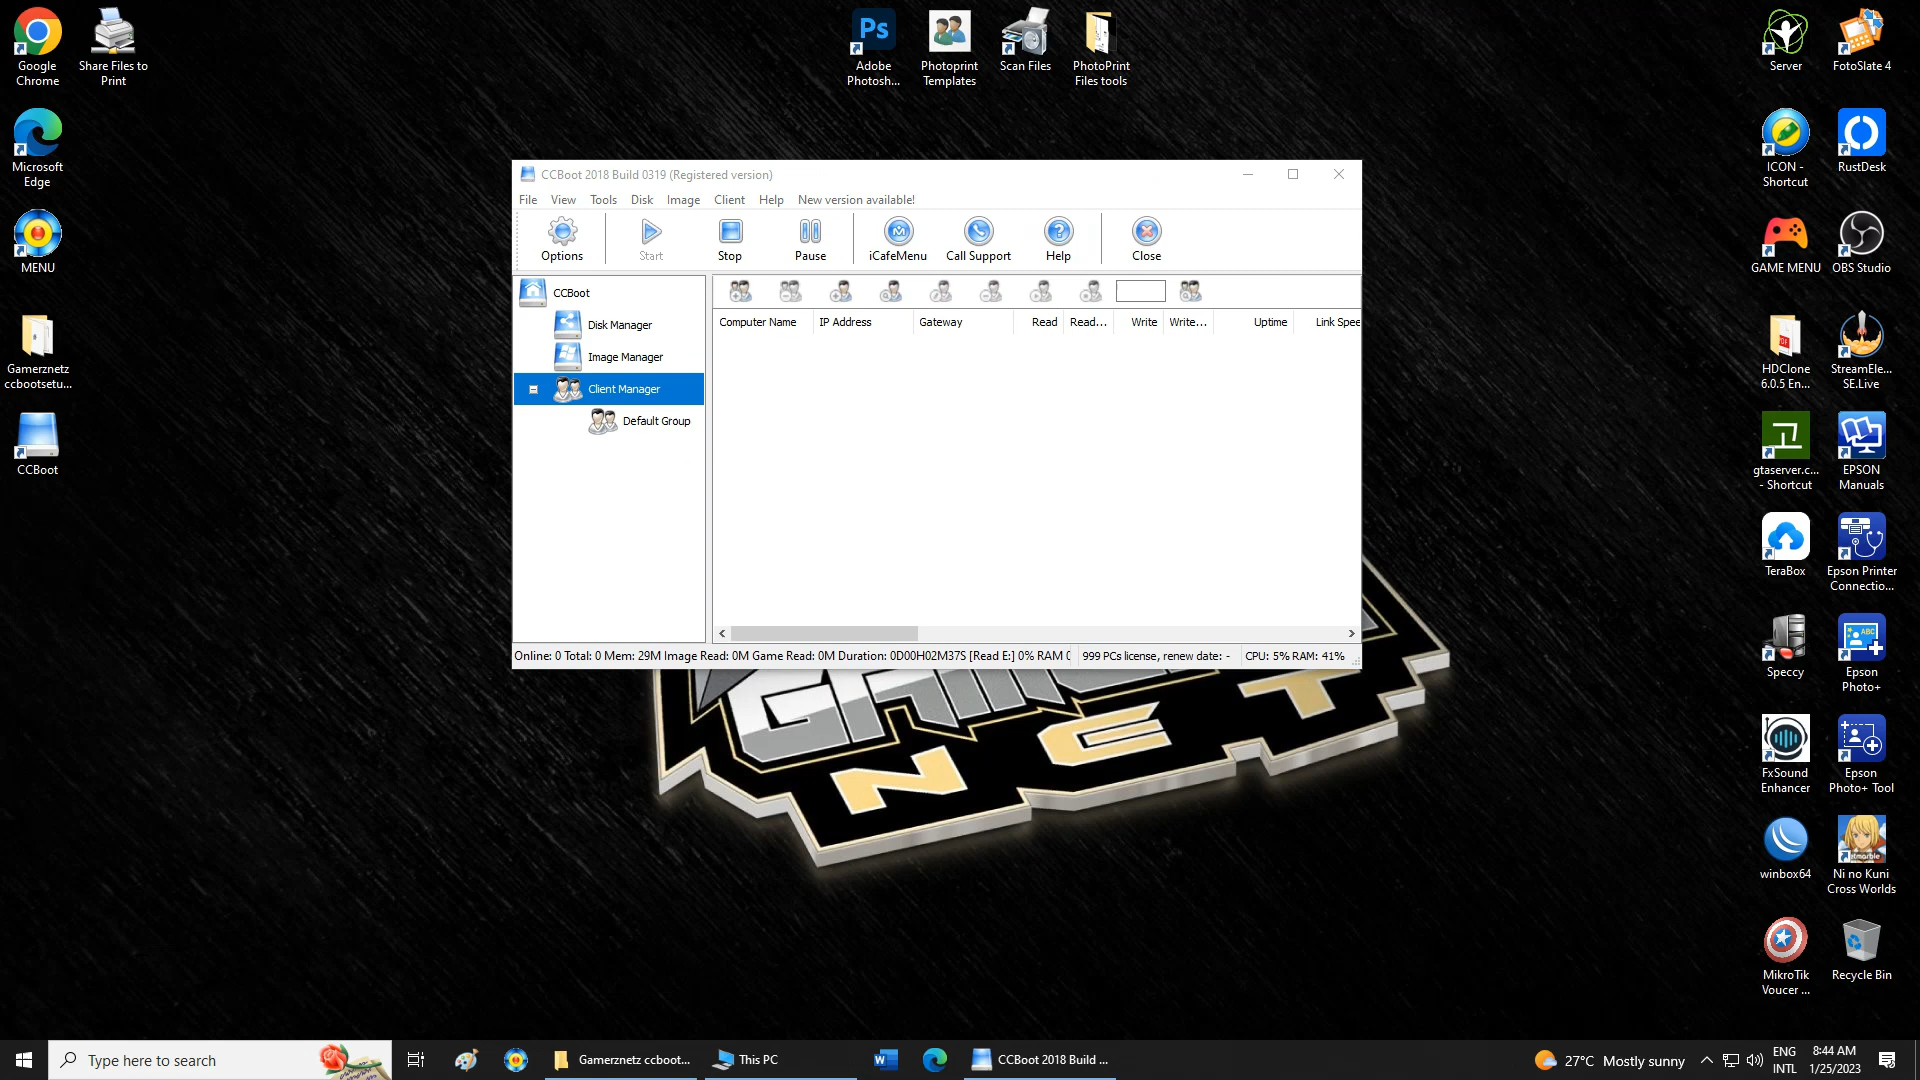 Google Chrome
Share Files to Print
Microsoft Edge
MENU
Gamerznetz ccbootsetu...
CCBoot
Adobe Photosh...
Photoprint Templates
Scan Files
PhotoPrint Files tools
Server
FotoSlate 4
ICON - Shortcut
RustDesk
GAME MENU
OBS Studio
HDClone 6.0.5 En...
StreamEle... SE.Live
gtaserver.c... - Shortcut
EPSON Manuals
TeraBox
Epson Printer Connectio...
Speccy
Epson Photo+
FxSound Enhancer
Epson Photo+ Tool
winbox64
Ni no Kuni Cross Worlds
MikroTik Voucer ...
Recycle Bin
CCBoot 2018 Build 0319 (Registered version)
File View Tools Disk Image Client Help New version available!
Options Start Stop Pause iCafeMenu Call Support Help Close
CCBoot
Disk Manager
Image Manager
Client Manager
Default Group
Computer Name IP Address Gateway Read Read... Write Write... Uptime Link Spee
Online: 0 Total: 0 Mem: 29M Image Read: 0M Game Read: 0M Duration: 0D00H02M37S [Read E:] 0% RAM 999 PCs license, renew date: - CPU: 5% RAM: 41%
NET
Type here to search
Gamerznetz ccboot...
This PC
CCBoot 2018 Build ...
27°C Mostly sunny
ENG INTL
8:44 AM
1/25/2023